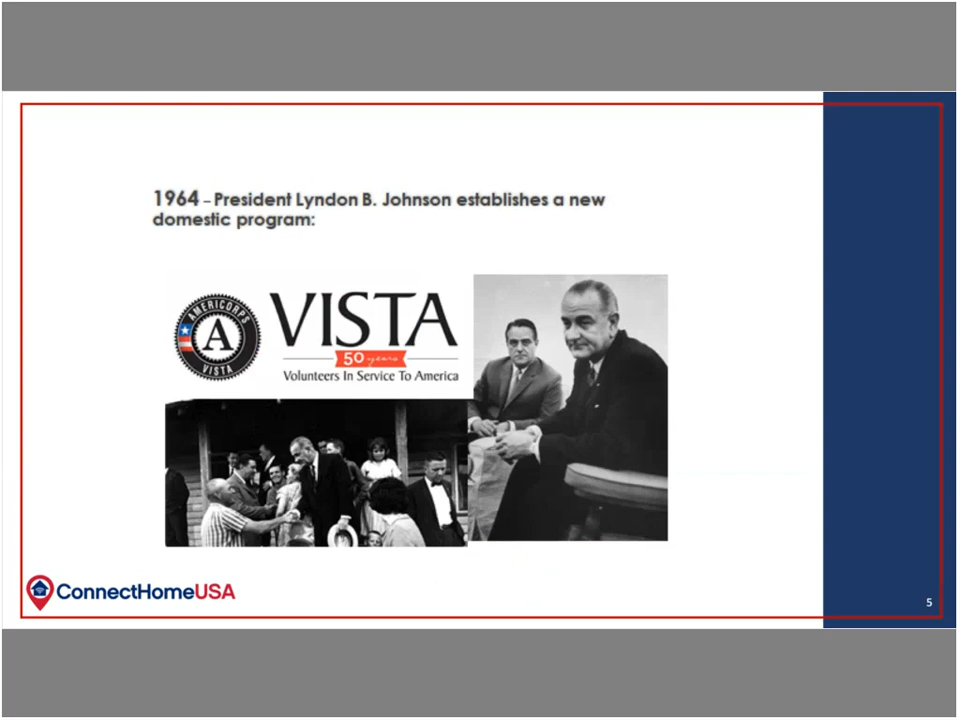 1964 – President Lyndon B. Johnson establishes a new
domestic program:
AMERICORPS
A
VISTA
VISTA
50 years
Volunteers In Service To America
ConnectHomeUSA
5